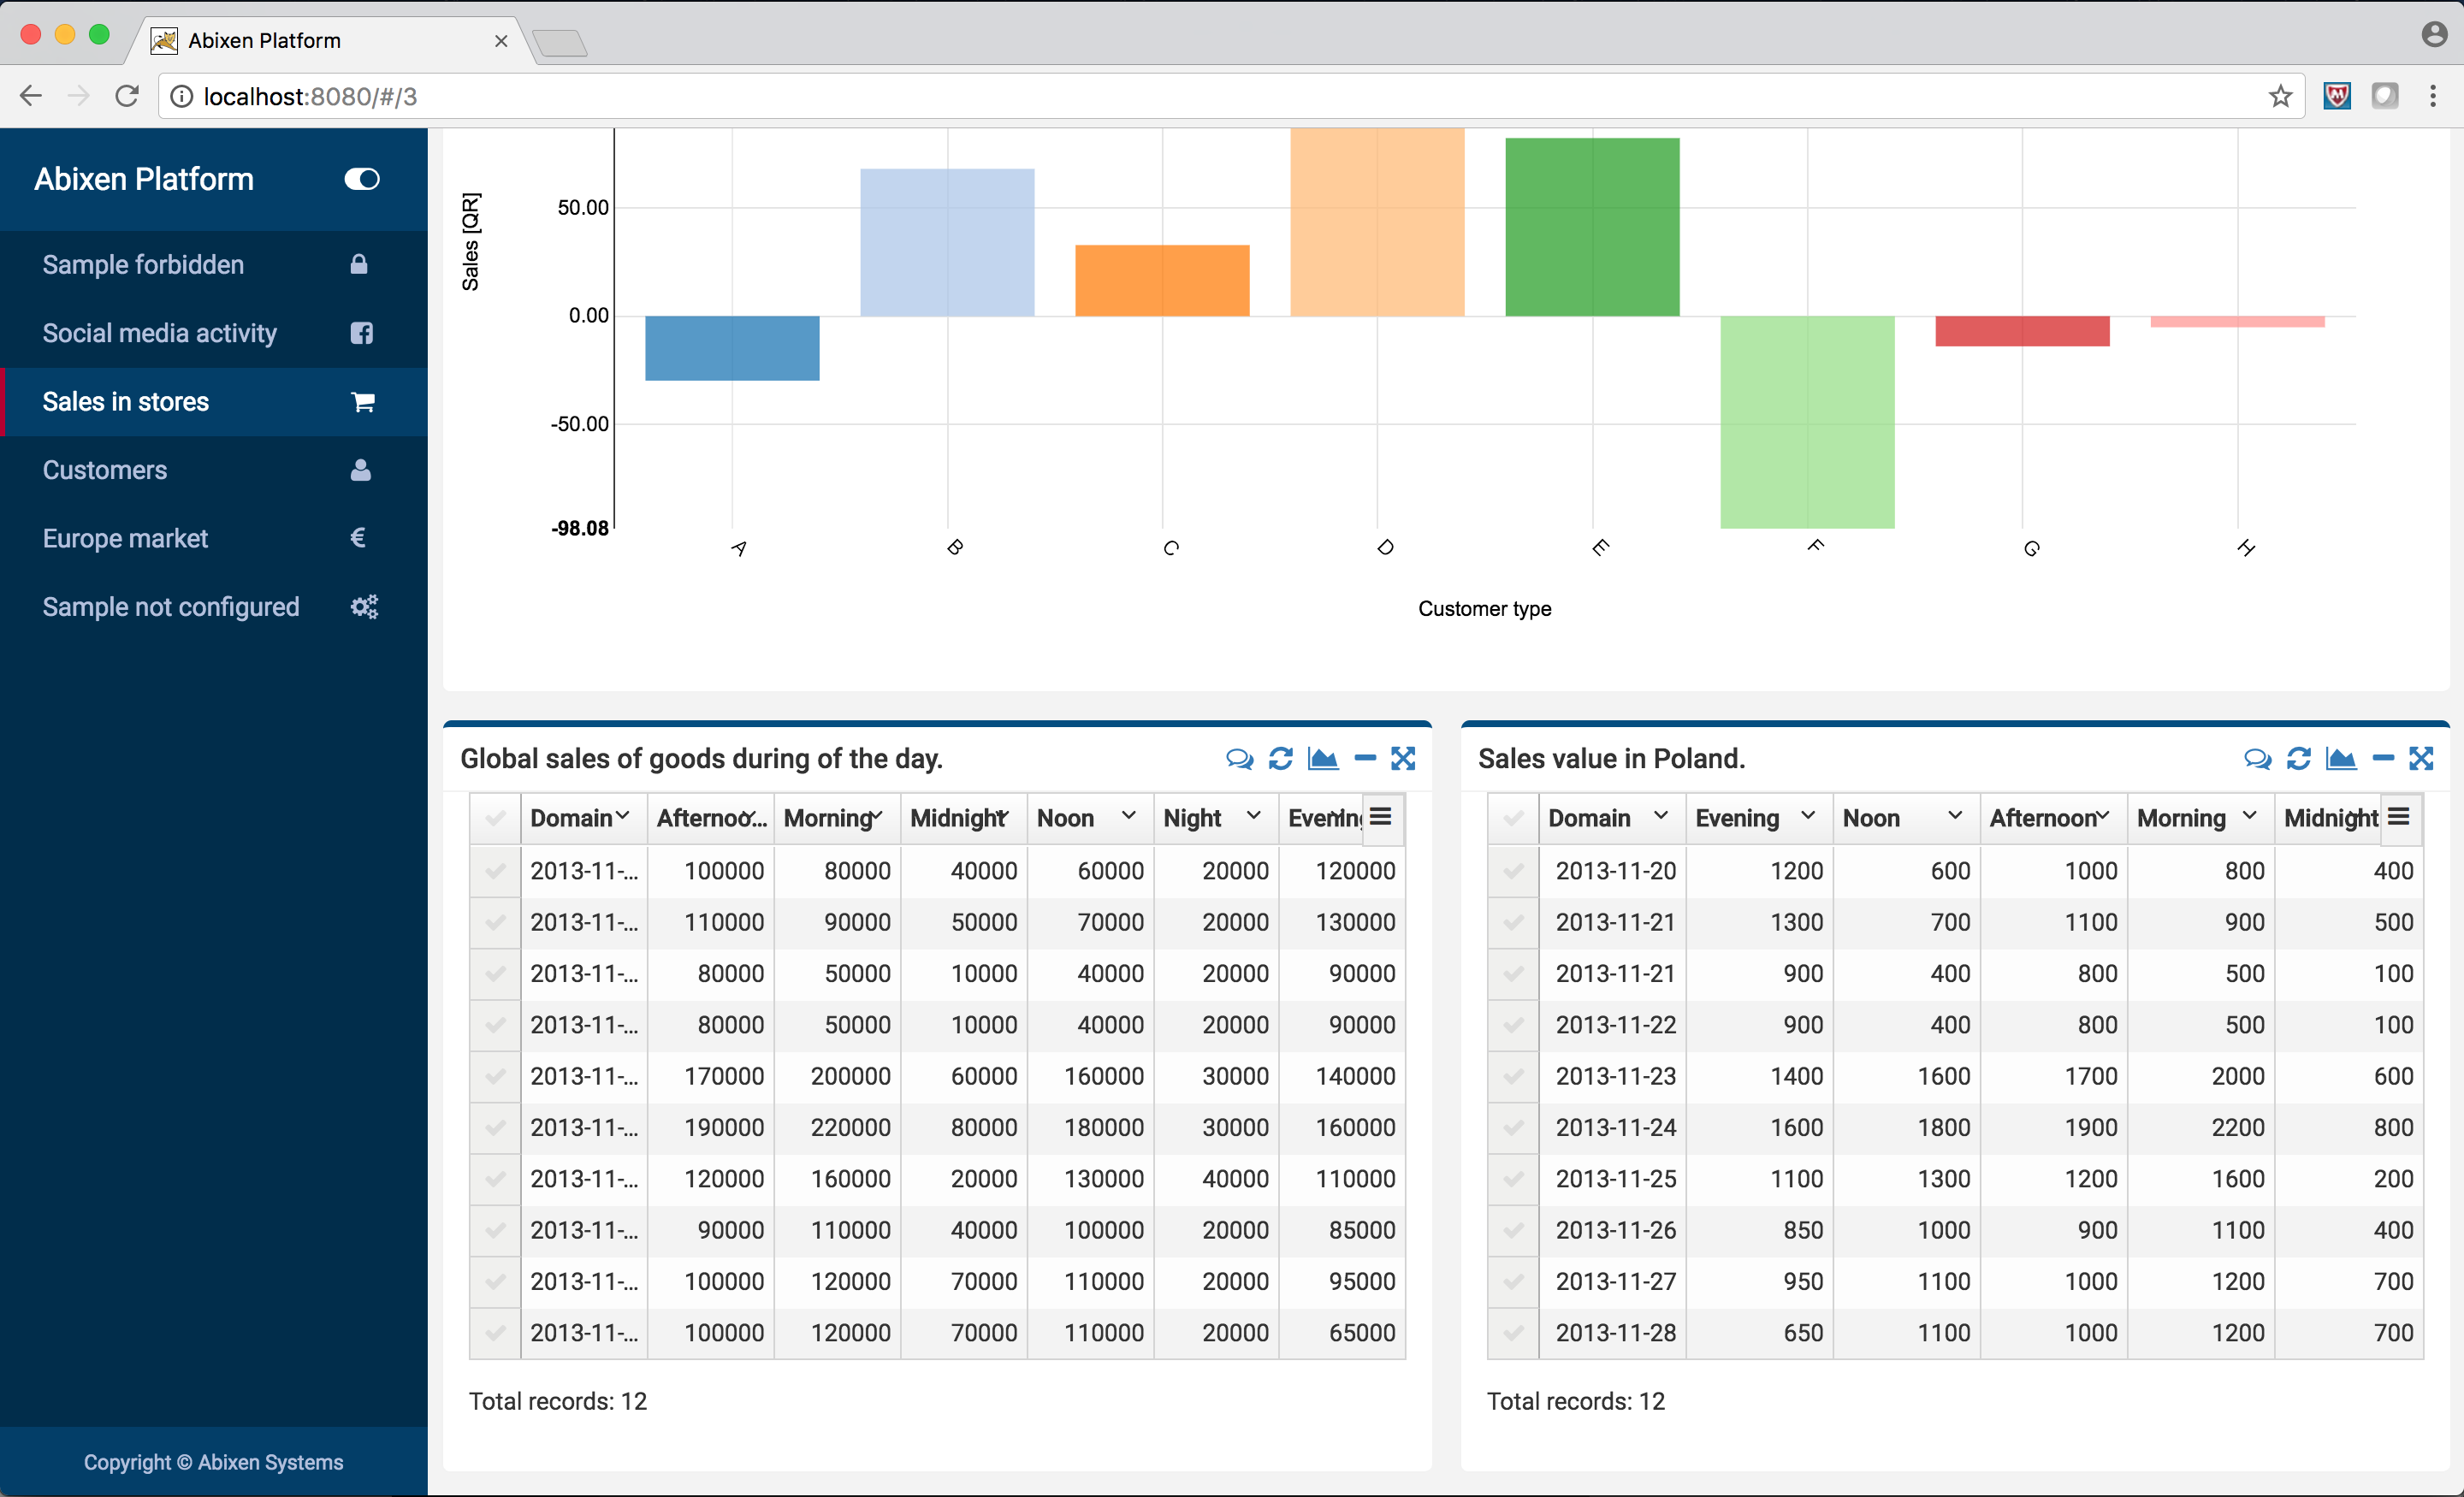 Abixen Platform
localhost:8080/#/3
Abixen Platform
Sample forbidden
Social media activity
Sales in stores
Customers
Europe market
Sample not configured
Copyright © Abixen Systems
Sales [QR]
50.00
0.00
-50.00
-98.08
A B C D E F G H
Customer type
Global sales of goods during of the day.
Domain Afternoo... Morning Midnight Noon Night Evening
2013-11-... 100000 80000 40000 60000 20000 120000
2013-11-... 110000 90000 50000 70000 20000 130000
2013-11-... 80000 50000 10000 40000 20000 90000
2013-11-... 80000 50000 10000 40000 20000 90000
2013-11-... 170000 200000 60000 160000 30000 140000
2013-11-... 190000 220000 80000 180000 30000 160000
2013-11-... 120000 160000 20000 130000 40000 110000
2013-11-... 90000 110000 40000 100000 20000 85000
2013-11-... 100000 120000 70000 110000 20000 95000
2013-11-... 100000 120000 70000 110000 20000 65000
Total records: 12
Sales value in Poland.
Domain Evening Noon Afternoon Morning Midnight
2013-11-20 1200 600 1000 800 400
2013-11-21 1300 700 1100 900 500
2013-11-21 900 400 800 500 100
2013-11-22 900 400 800 500 100
2013-11-23 1400 1600 1700 2000 600
2013-11-24 1600 1800 1900 2200 800
2013-11-25 1100 1300 1200 1600 200
2013-11-26 850 1000 900 1100 400
2013-11-27 950 1100 1000 1200 700
2013-11-28 650 1100 1000 1200 700
Total records: 12